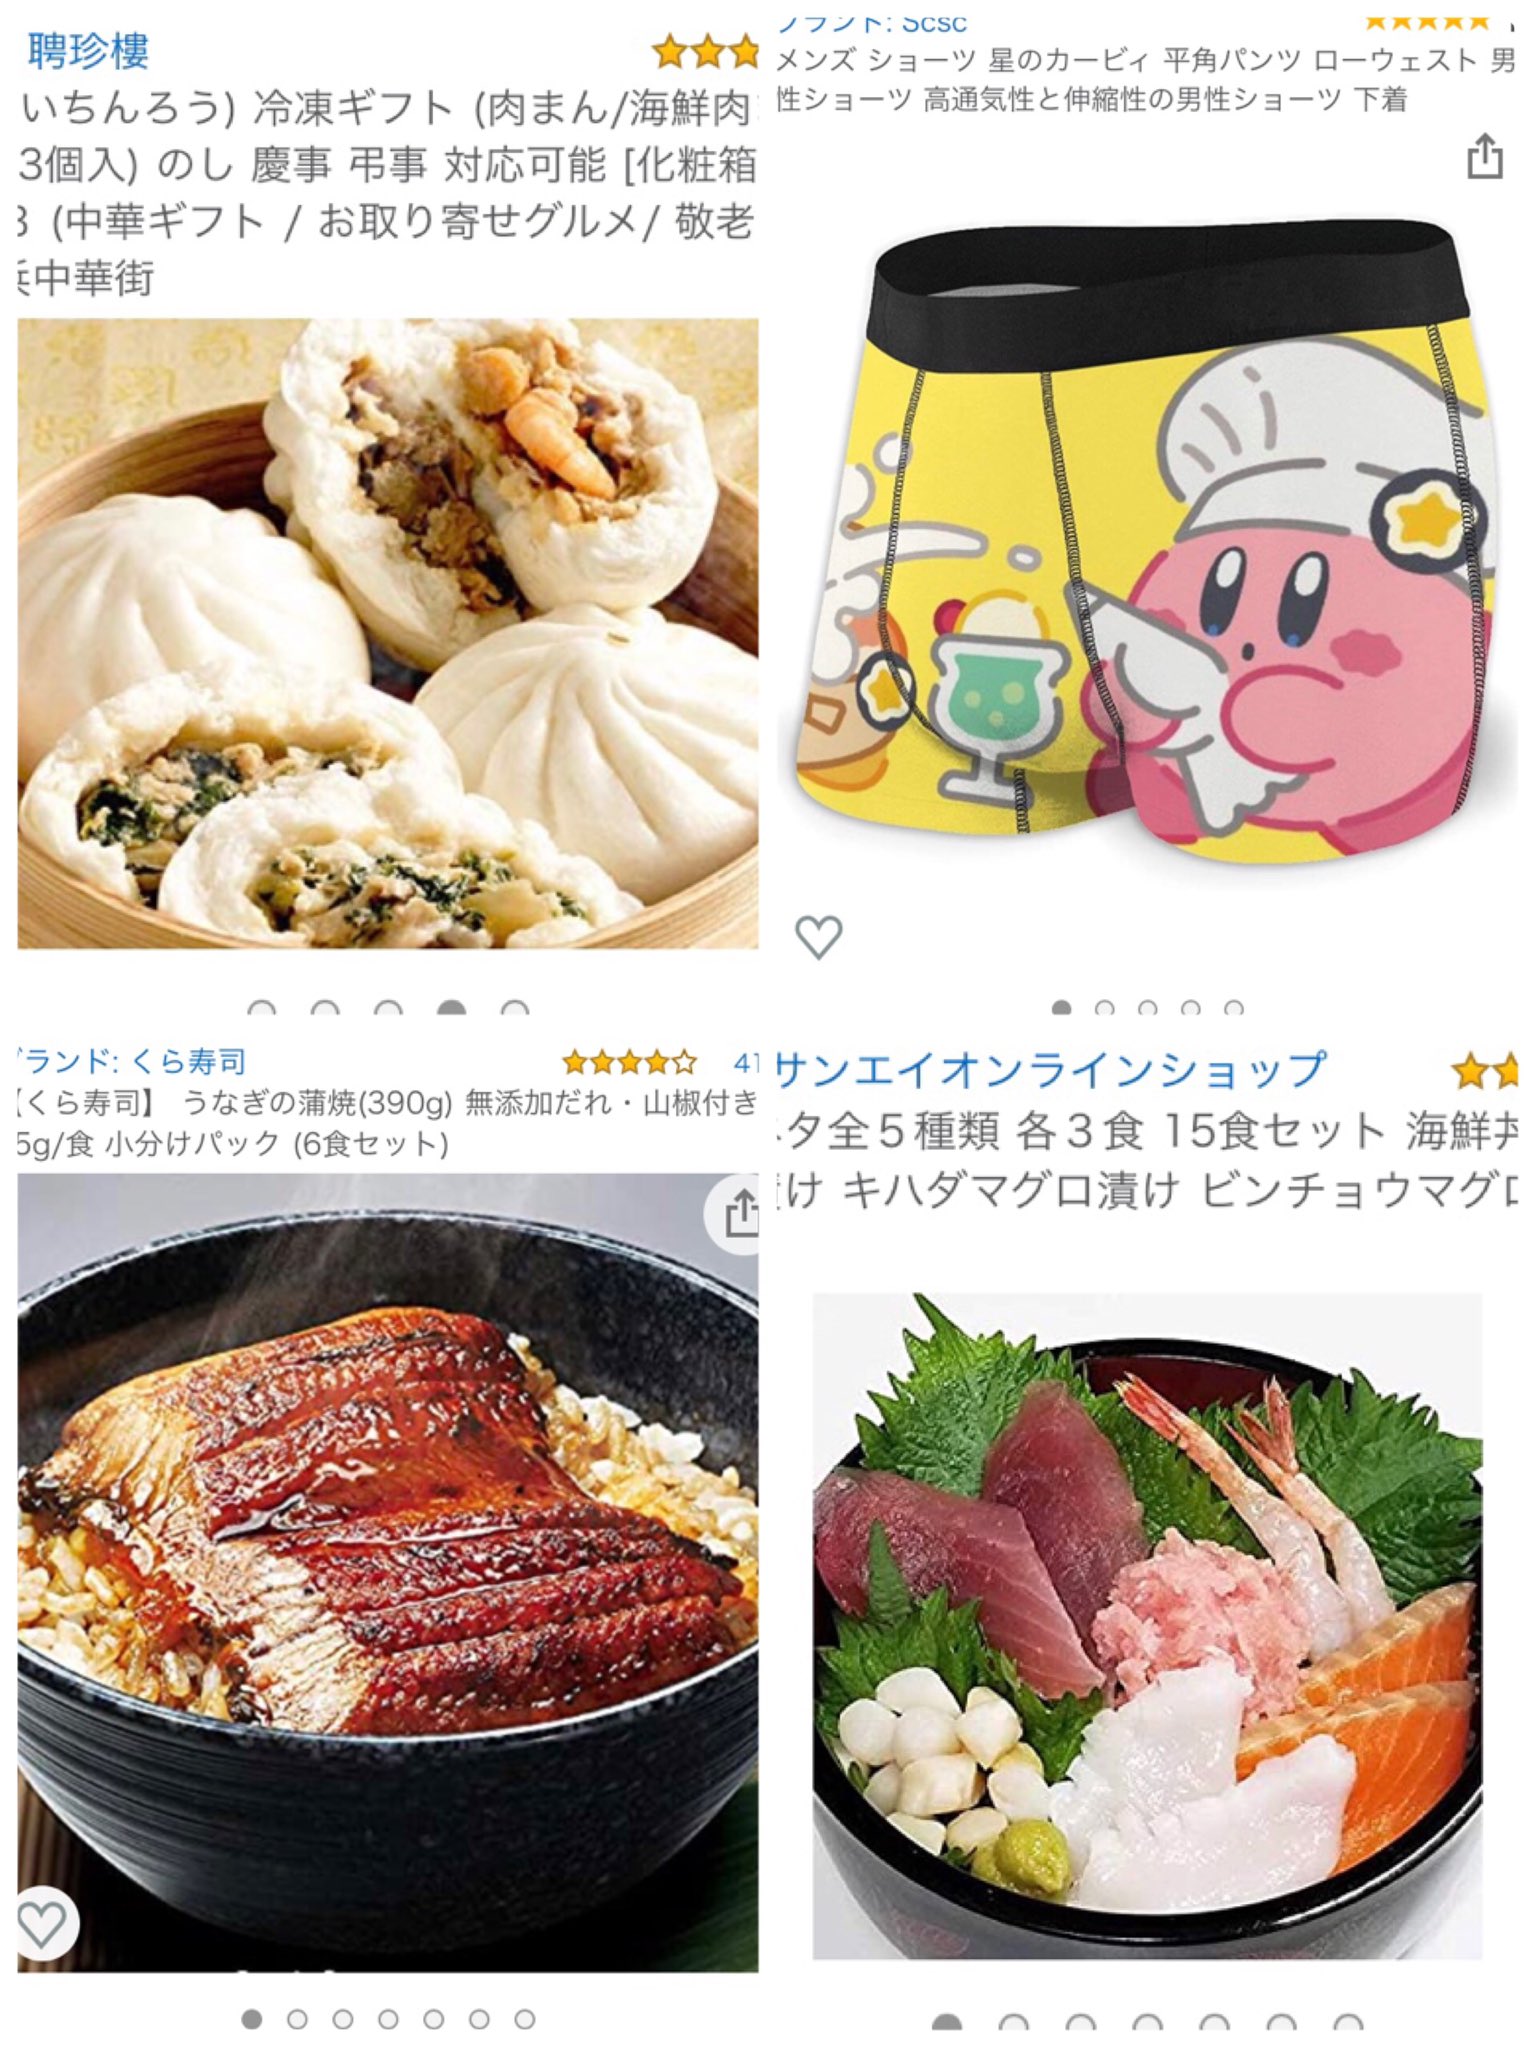 聘珍樓
いちんろう) 冷凍ギフト (肉まん/海鮮肉
3個入) のし 慶事 弔事 対応可能 [化粧箱
(中華ギフト / お取り寄せグルメ/ 敬老
中華街
ブランド: Scsc
メンズ ショーツ 星のカービィ 平角パンツ ローウェスト 男
性ショーツ 高通気性と伸縮性の男性ショーツ 下着
ランド: くら寿司
41
【くら寿司】 うなぎの蒲焼(390g) 無添加だれ・山椒付き
5g/食 小分けパック (6食セット)
サンエイオンラインショップ
タ全５種類 各３食 15食セット 海鮮丼
け キハダマグロ漬け ビンチョウマグロ